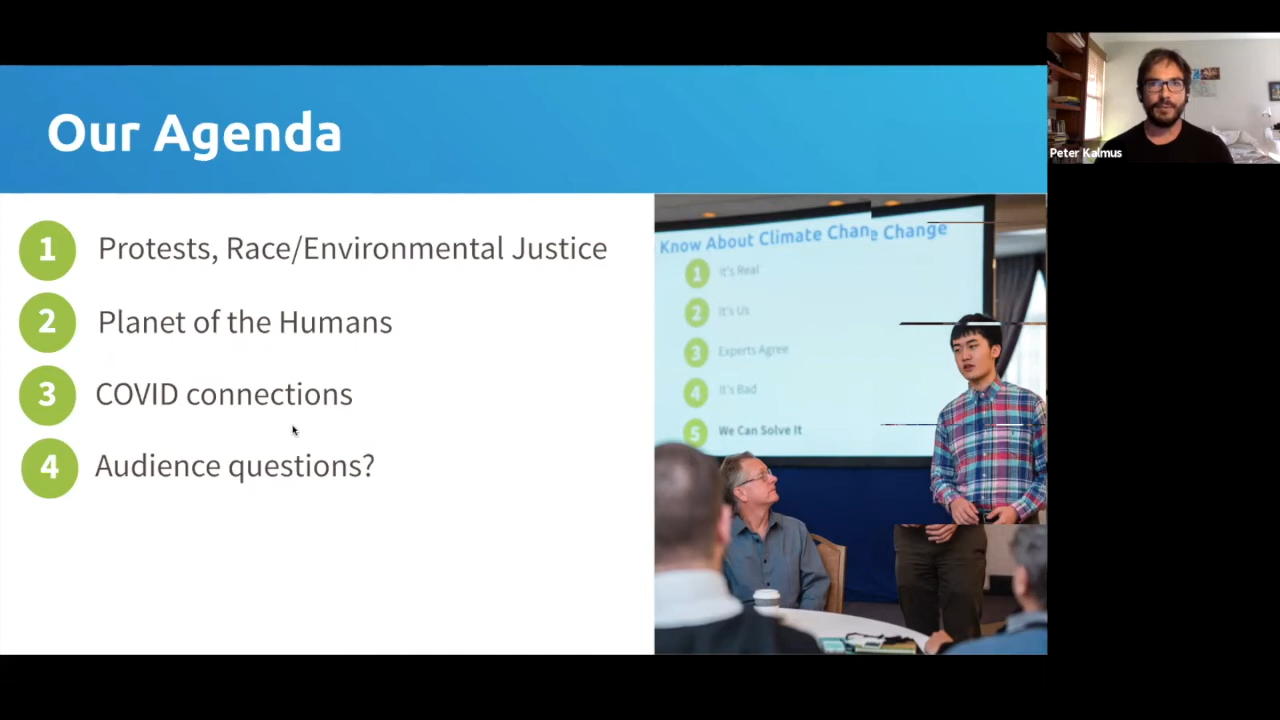 Our Agenda
1 Protests, Race/Environmental Justice
2 Planet of the Humans
3 COVID connections
4 Audience questions?
Know About Climate Chane Change
1 It's Real
2 It's Us
3 Experts Agree
4 It's Bad
5 We Can Solve It
Peter Kalmus